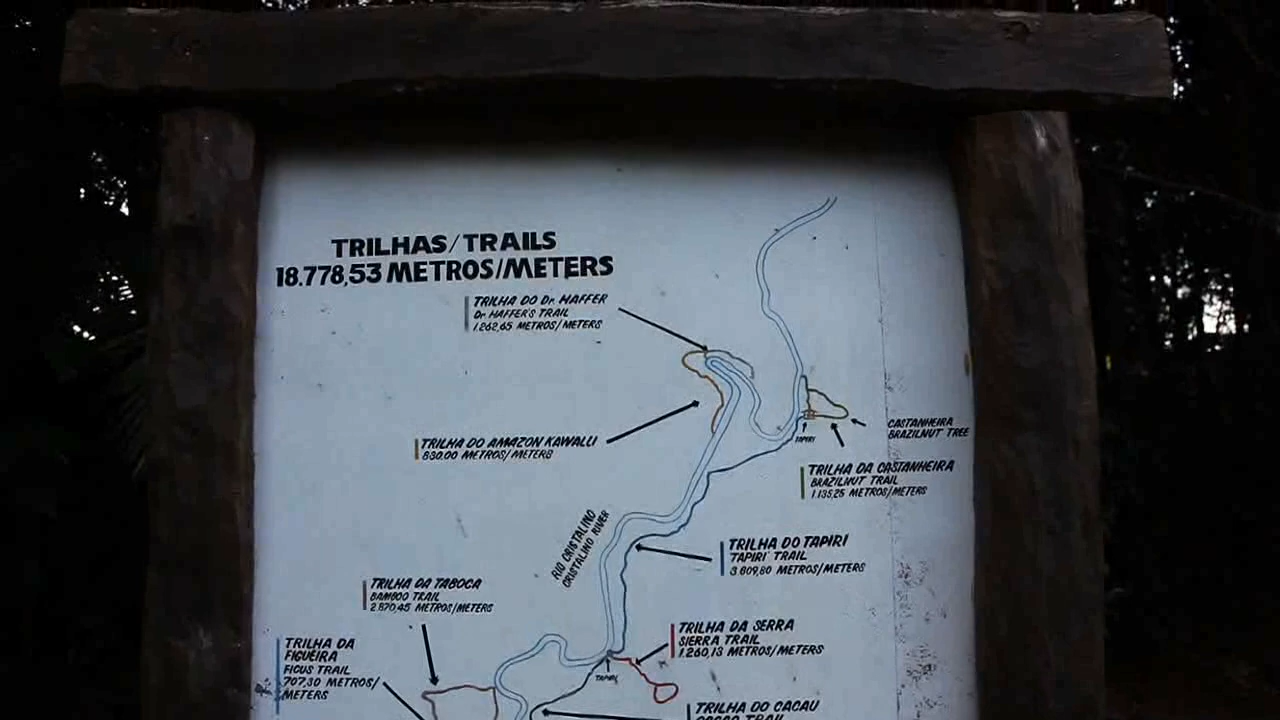 TRILHAS/TRAILS
18.778,53 METROS/METERS
TRILHA DO Dr. HAFFER
Dr. HAFFER'S TRAIL
1.262,65 METROS/METERS
TRILHA DO AMAZON KAWALLI
830,00 METROS/METERS
CASTANHEIRA
BRAZILNUT TREE
TAPIRI
TRILHA DA CASTANHEIRA
BRAZILNUT TRAIL
1.135,25 METROS/METERS
RIO CRISTALINO
CRISTALINO RIVER
TRILHA DO TAPIRI
TAPIRI TRAIL
3.609,80 METROS/METERS
TRILHA DA TABOCA
BAMBOO TRAIL
2.870,45 METROS/METERS
TRILHA DA SERRA
SIERRA TRAIL
1.260,13 METROS/METERS
TRILHA DA
FIGUEIRA
FICUS TRAIL
707,30 METROS/
METERS
TAPIRI
TRILHA DO CACAU
CACAO TRAIL